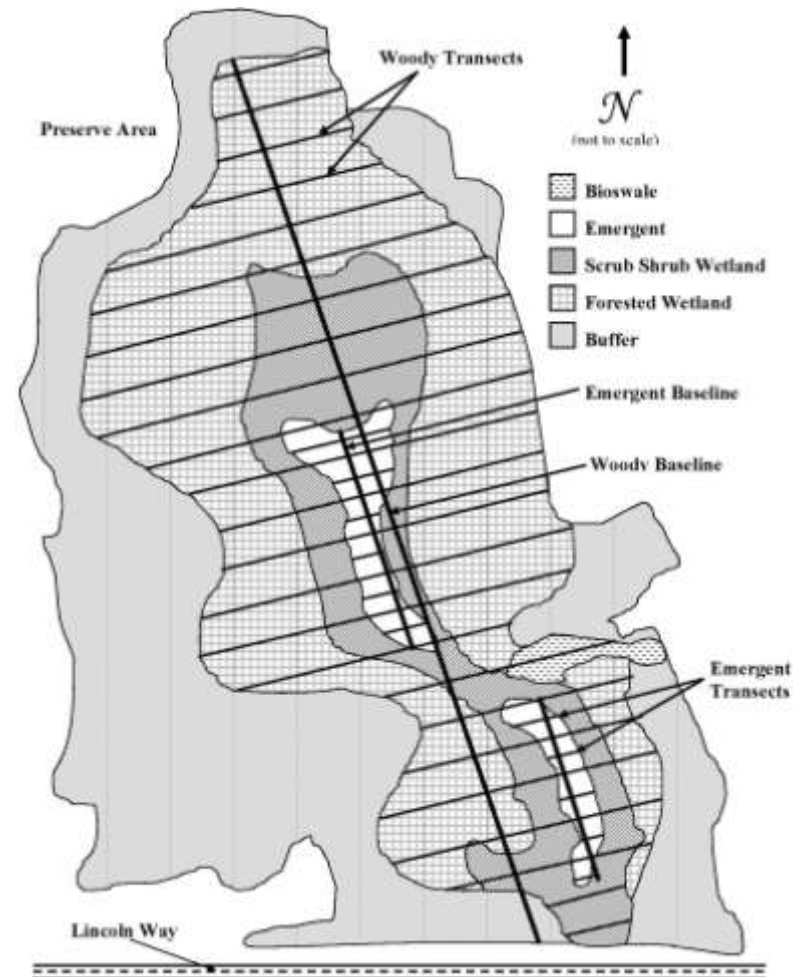 Woody Transects
Preserve Area
N
(not to scale)
Bioswale
Emergent
Scrub Shrub Wetland
Forested Wetland
Buffer
Emergent Baseline
Woody Baseline
Emergent
Transects
Lincoln Way